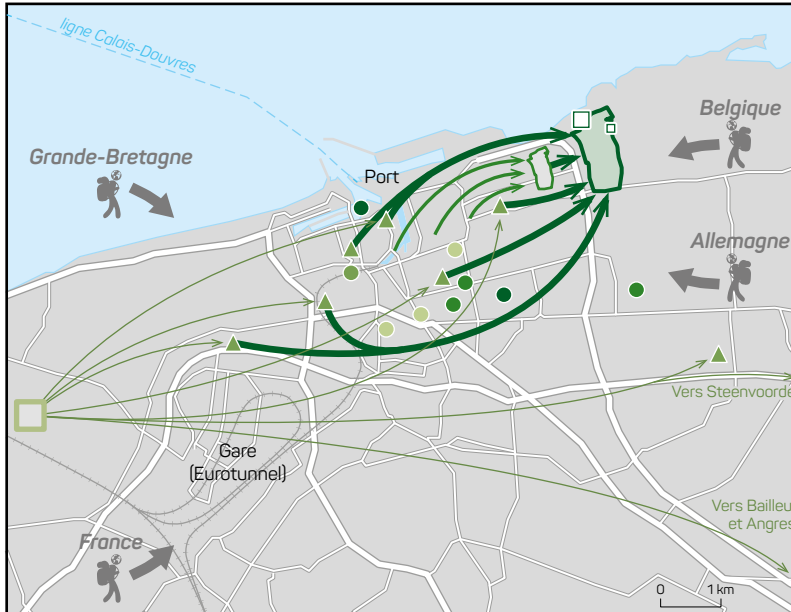 ligne Calais-Douvres
Belgique
Grande-Bretagne
Port
Allemagne
Vers Steenvoorde
Gare
(Eurotunnel)
Vers Bailleul
et Angres
France
0 1 km